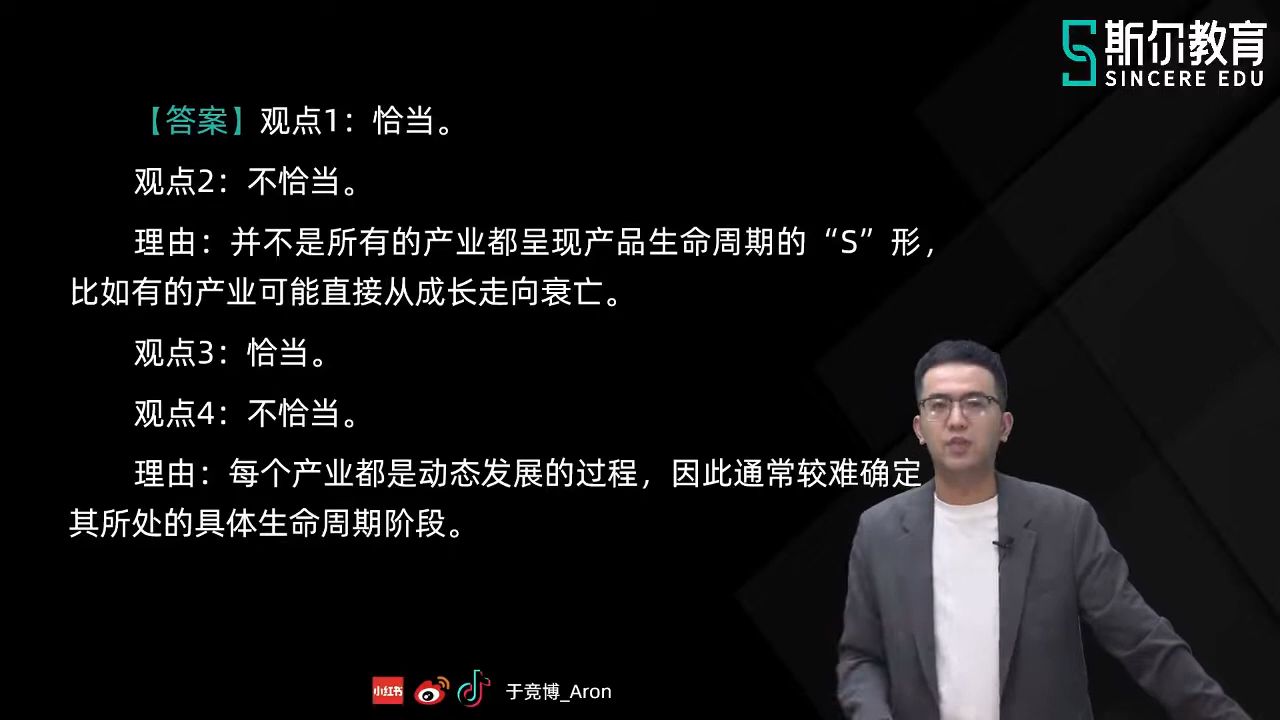 斯尔教育
SINCERE EDU
【答案】观点1：恰当。
观点2：不恰当。
理由：并不是所有的产业都呈现产品生命周期的“S”形，
比如有的产业可能直接从成长走向衰亡。
观点3：恰当。
观点4：不恰当。
理由：每个产业都是动态发展的过程，因此通常较难确定
其所处的具体生命周期阶段。
小红书 于竞博_Aron